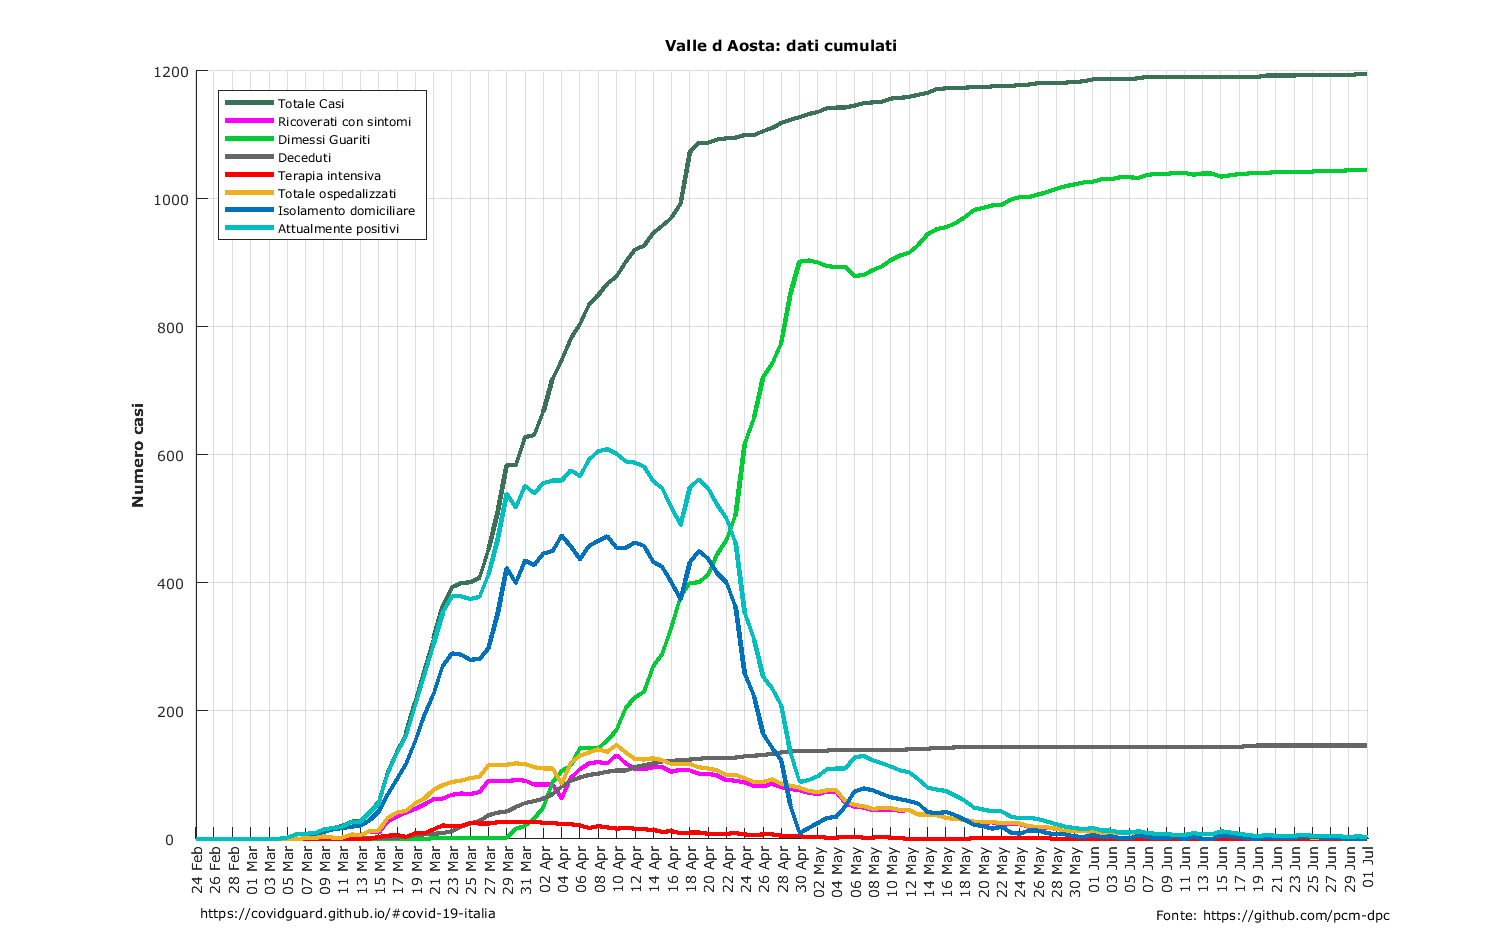 Valle d Aosta: dati cumulati
Numero casi
1200
1000
800
600
400
200
0
Totale Casi
Ricoverati con sintomi
Dimessi Guariti
Deceduti
Terapia intensiva
Totale ospedalizzati
Isolamento domiciliare
Attualmente positivi
24 Feb
26 Feb
28 Feb
01 Mar
03 Mar
05 Mar
07 Mar
09 Mar
11 Mar
13 Mar
15 Mar
17 Mar
19 Mar
21 Mar
23 Mar
25 Mar
27 Mar
29 Mar
31 Mar
02 Apr
04 Apr
06 Apr
08 Apr
10 Apr
12 Apr
14 Apr
16 Apr
18 Apr
20 Apr
22 Apr
24 Apr
26 Apr
28 Apr
30 Apr
02 May
04 May
06 May
08 May
10 May
12 May
14 May
16 May
18 May
20 May
22 May
24 May
26 May
28 May
30 May
01 Jun
03 Jun
05 Jun
07 Jun
09 Jun
11 Jun
13 Jun
15 Jun
17 Jun
19 Jun
21 Jun
23 Jun
25 Jun
27 Jun
29 Jun
01 Jul
https://covidguard.github.io/#covid-19-italia
Fonte: https://github.com/pcm-dpc